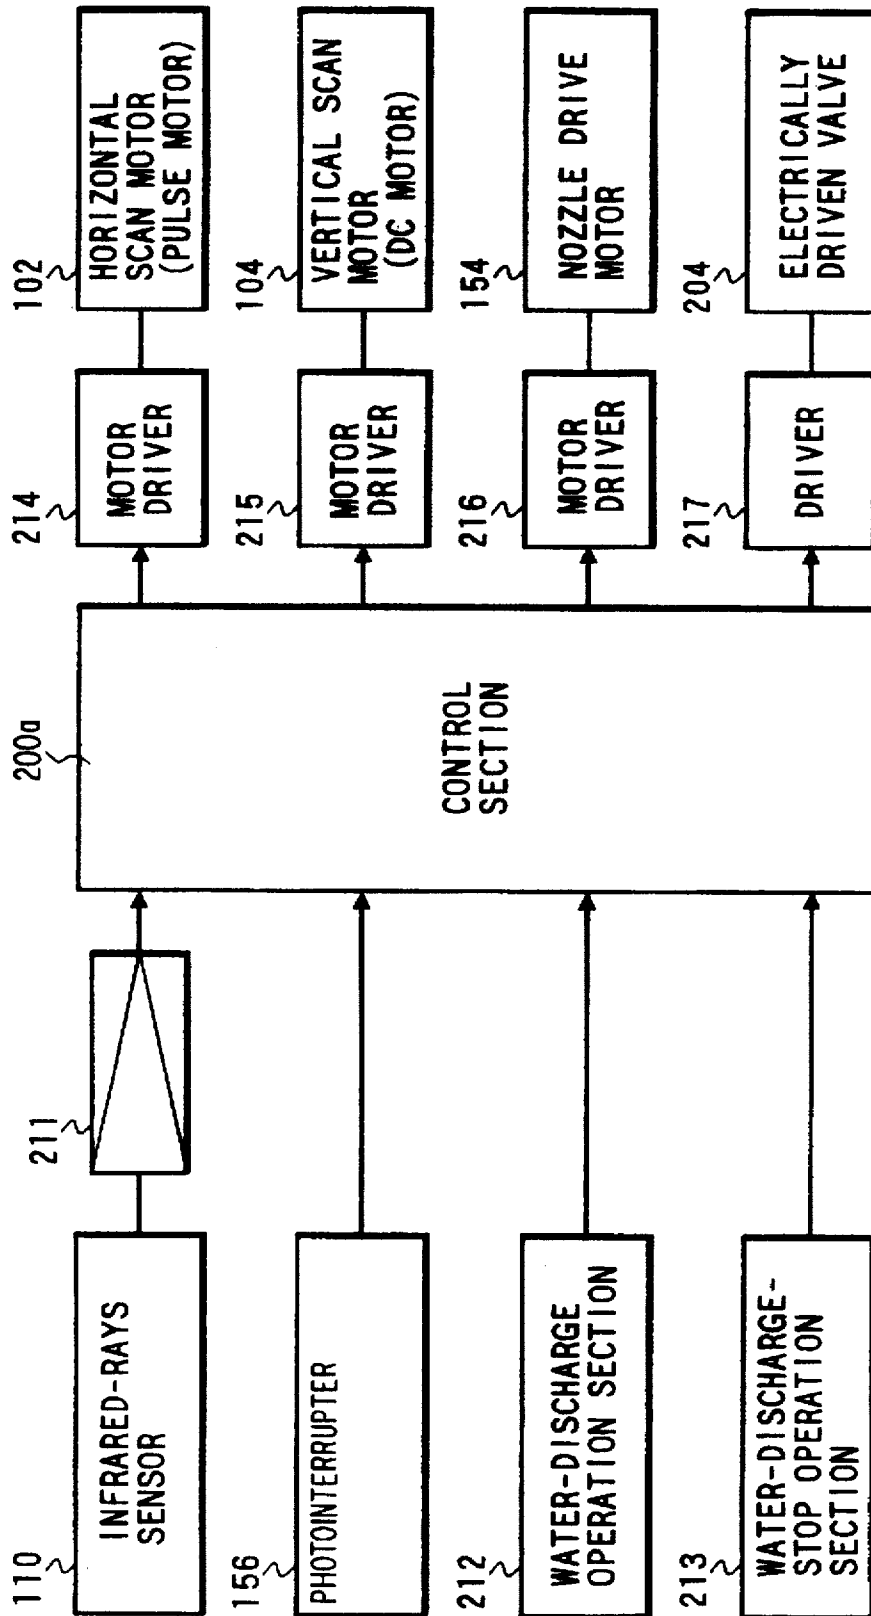 110
INFRARED-RAYS
SENSOR
211
200a
CONTROL
SECTION
214
MOTOR
DRIVER
102
HORIZONTAL
SCAN MOTOR
(PULSE MOTOR)
156
PHOTOINTERRUPTER
215
MOTOR
DRIVER
104
VERTICAL SCAN
MOTOR
(DC MOTOR)
212
WATER-DISCHARGE
OPERATION SECTION
216
MOTOR
DRIVER
154
NOZZLE DRIVE
MOTOR
213
WATER-DISCHARGE-
STOP OPERATION
SECTION
217
DRIVER
204
ELECTRICALLY
DRIVEN VALVE